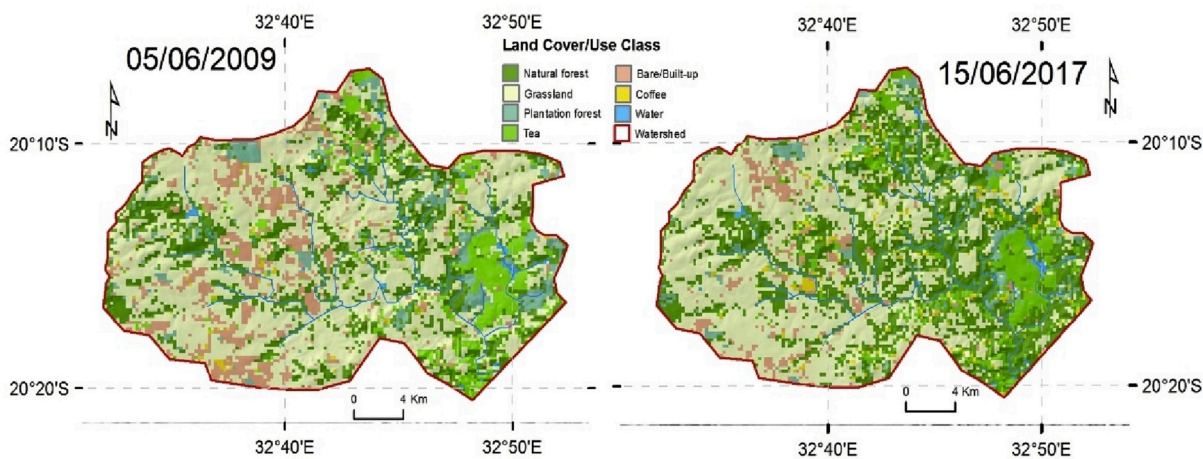 32°40'E
32°50'E
32°40'E
32°50'E
05/06/2009
Land Cover/Use Class
15/06/2017
Natural forest
Bare/Built-up
Grassland
Coffee
Plantation forest
Water
Tea
Watershed
N
N
20°10'S
20°10'S
20°20'S
20°20'S
0 4 Km
0 4 Km
32°40'E
32°50'E
32°40'E
32°50'E